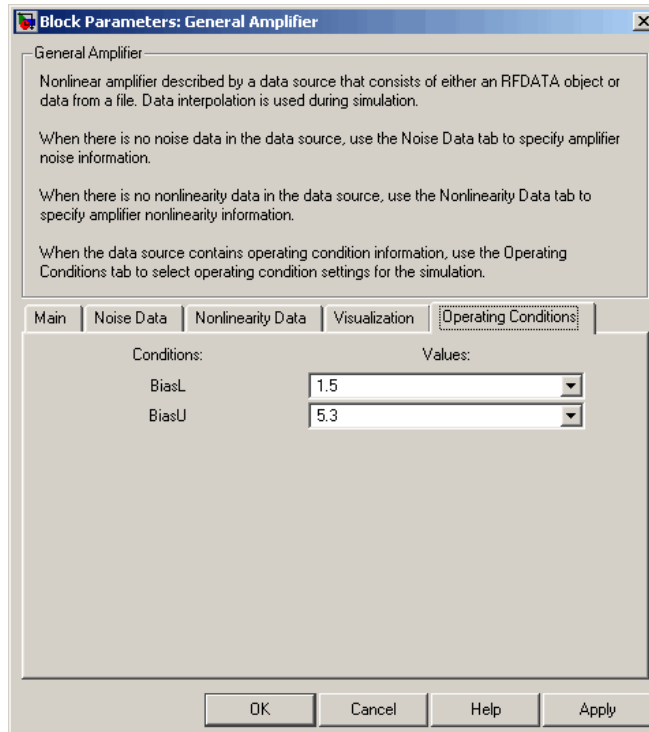 Block Parameters: General Amplifier
General Amplifier
Nonlinear amplifier described by a data source that consists of either an RFDATA object or
data from a file. Data interpolation is used during simulation.
When there is no noise data in the data source, use the Noise Data tab to specify amplifier
noise information.
When there is no nonlinearity data in the data source, use the Nonlinearity Data tab to
specify amplifier nonlinearity information.
When the data source contains operating condition information, use the Operating
Conditions tab to select operating condition settings for the simulation.
Main Noise Data Nonlinearity Data Visualization Operating Conditions
Conditions: Values:
BiasL 1.5
BiasU 5.3
OK Cancel Help Apply